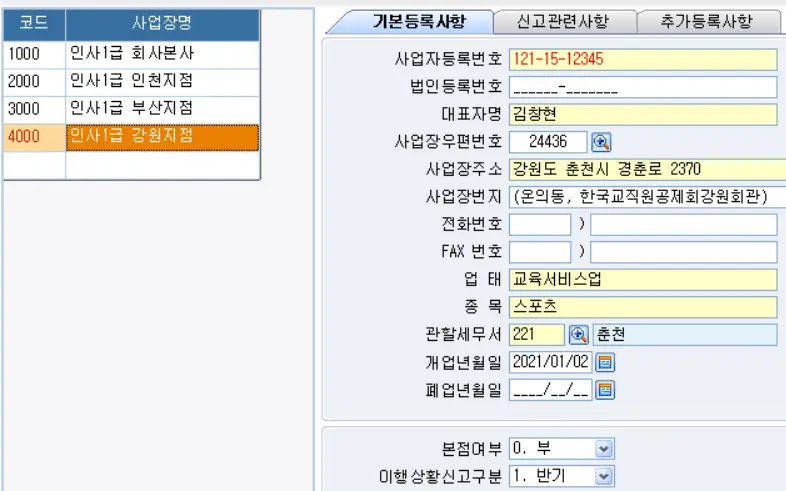 코드 사업장명
1000 인사1급 회사본사
2000 인사1급 인천지점
3000 인사1급 부산지점
4000 인사1급 강원지점
기본등록사항 신고관련사항 추가등록사항
사업자등록번호 121-15-12345
법인등록번호 ______-_______
대표자명 김창현
사업장우편번호 24436
사업장주소 강원도 춘천시 경춘로 2370
사업장번지 (온의동, 한국교직원공제회강원회관)
전화번호 )
FAX 번호 )
업 태 교육서비스업
종 목 스포츠
관할세무서 221 춘천
개업년월일 2021/01/02
폐업년월일 ____/__/__
본점여부 0. 부
이행상황신고구분 1. 반기